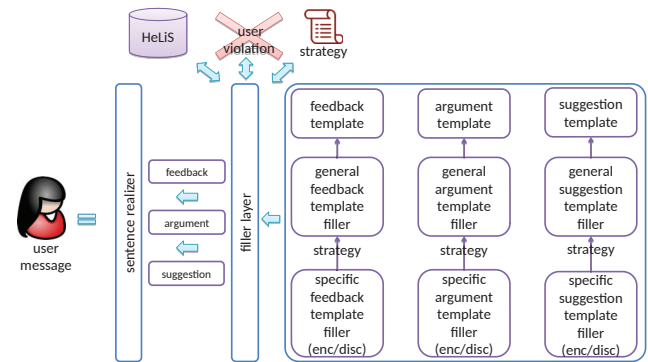 HeLiS
user
violation
strategy
feedback
template
argument
template
suggestion
template
sentence realizer
feedback
argument
suggestion
filler layer
general
feedback
template
filler
general
argument
template
filler
general
suggestion
template
filler
user
message
strategy
strategy
strategy
specific
feedback
template
filler
(enc/disc)
specific
argument
template
filler
(enc/disc)
specific
suggestion
template
filler
(enc/disc)